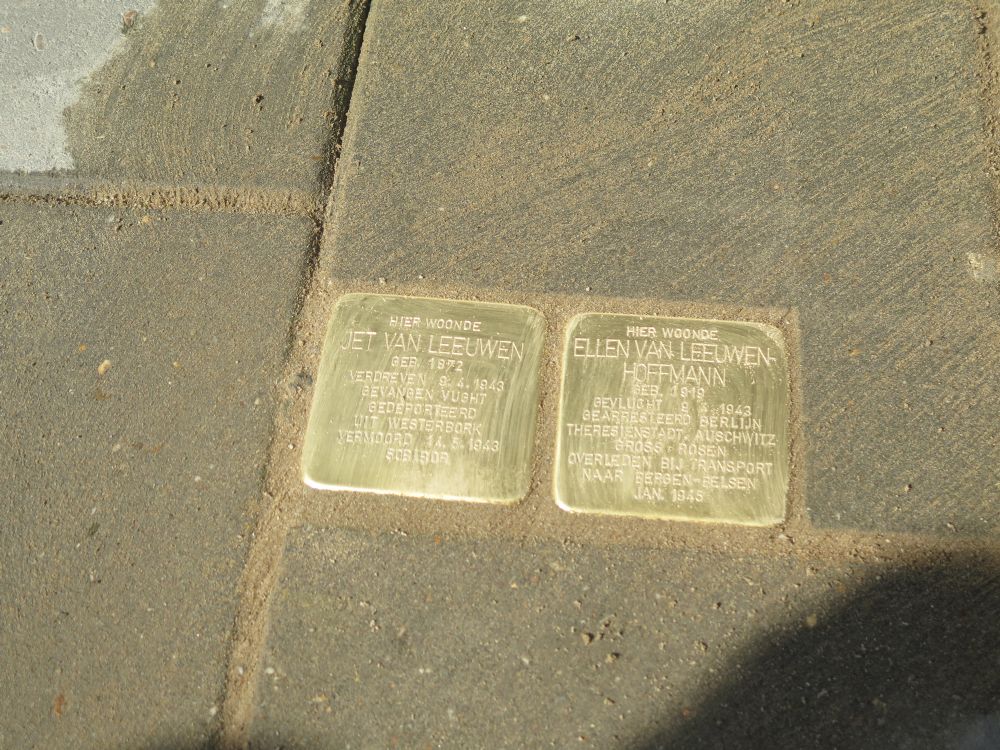 HIER WOONDE
JET VAN LEEUWEN
GEB. 1872
VERDREVEN 9.4.1943
GEVANGEN VUGHT
GEDEPORTEERD
UIT WESTERBORK
VERMOORD 14.5.1943
SOBIBOR
HIER WOONDE
ELLEN VAN LEEUWEN-
HOFFMANN
GEB. 1919
GEVLUCHT 9.4.1943
GEARRESTEERD BERLIJN
THERESIENSTADT, AUSCHWITZ
GROSS-ROSEN
OVERLEDEN BIJ TRANSPORT
NAAR BERGEN-BELSEN
JAN. 1945